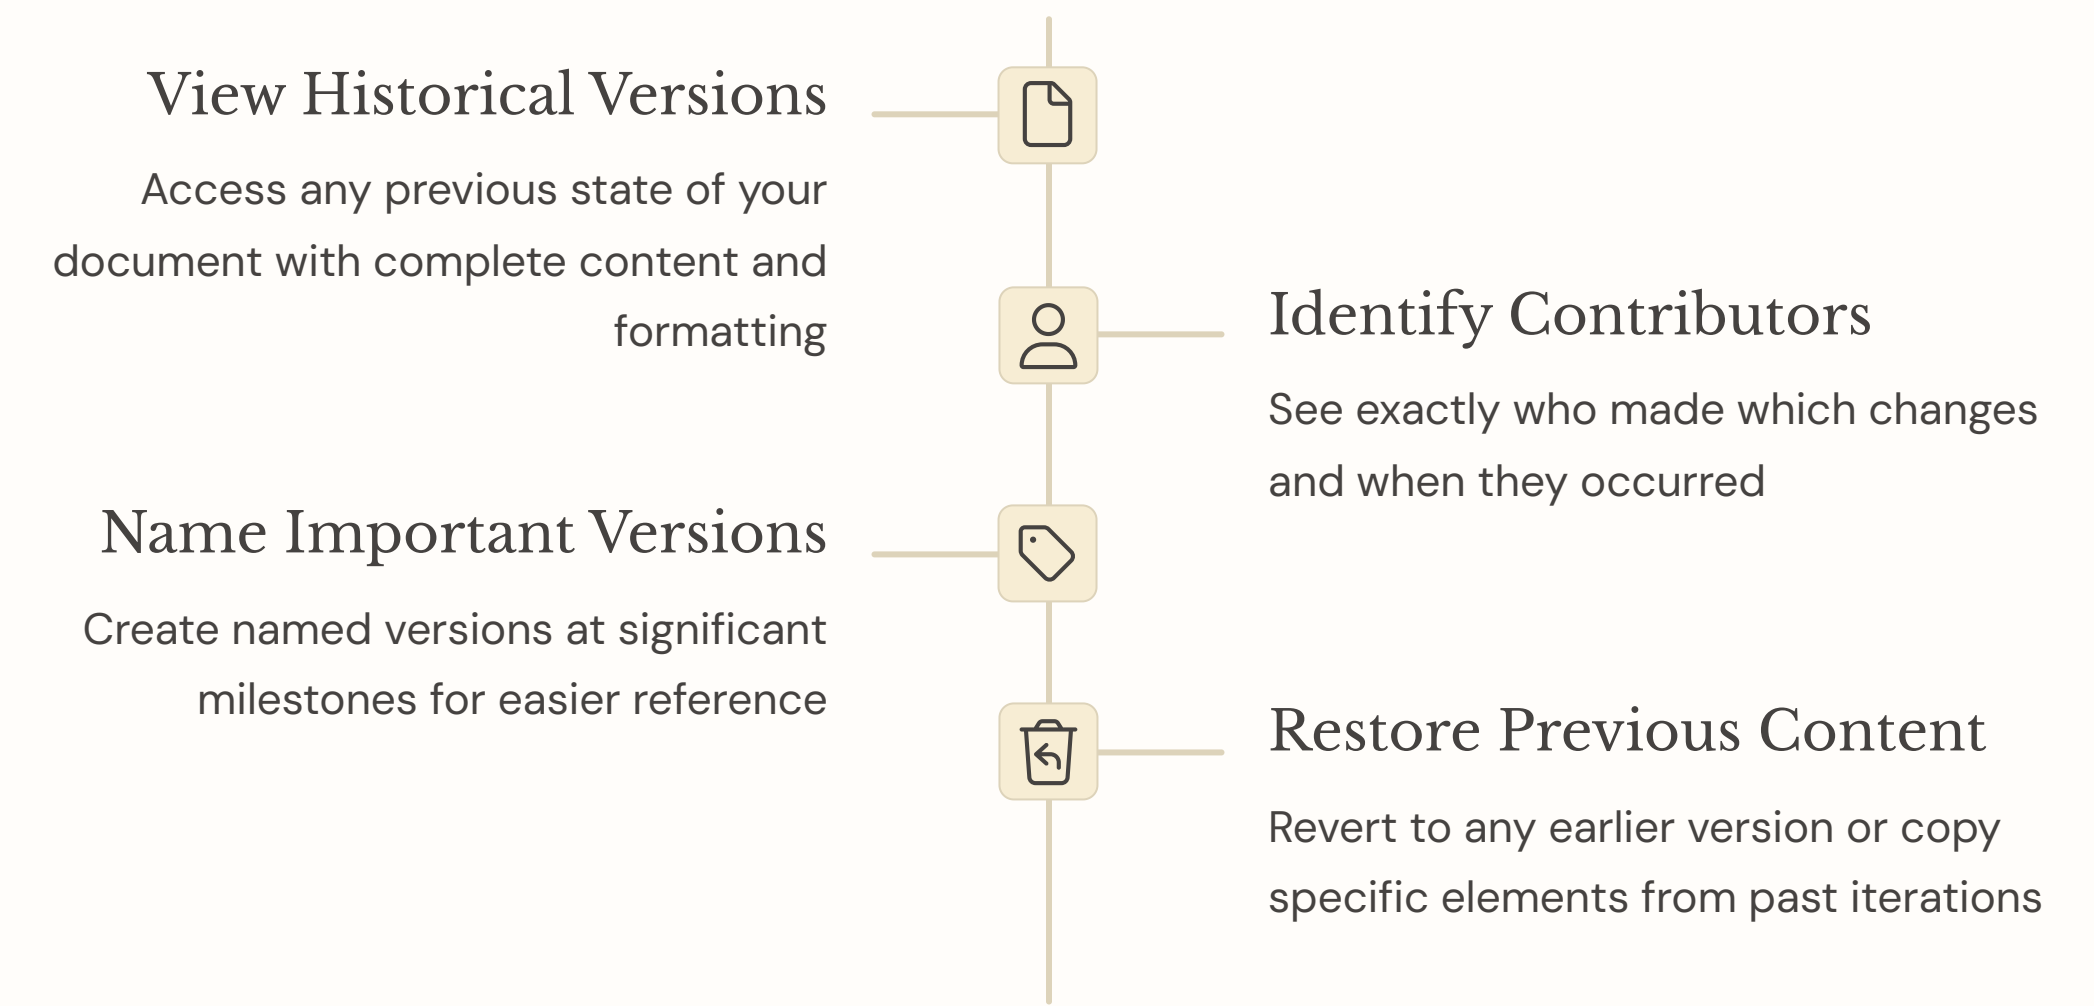 View Historical Versions
Access any previous state of your
document with complete content and
formatting
Identify Contributors
See exactly who made which changes
and when they occurred
Name Important Versions
Create named versions at significant
milestones for easier reference
Restore Previous Content
Revert to any earlier version or copy
specific elements from past iterations